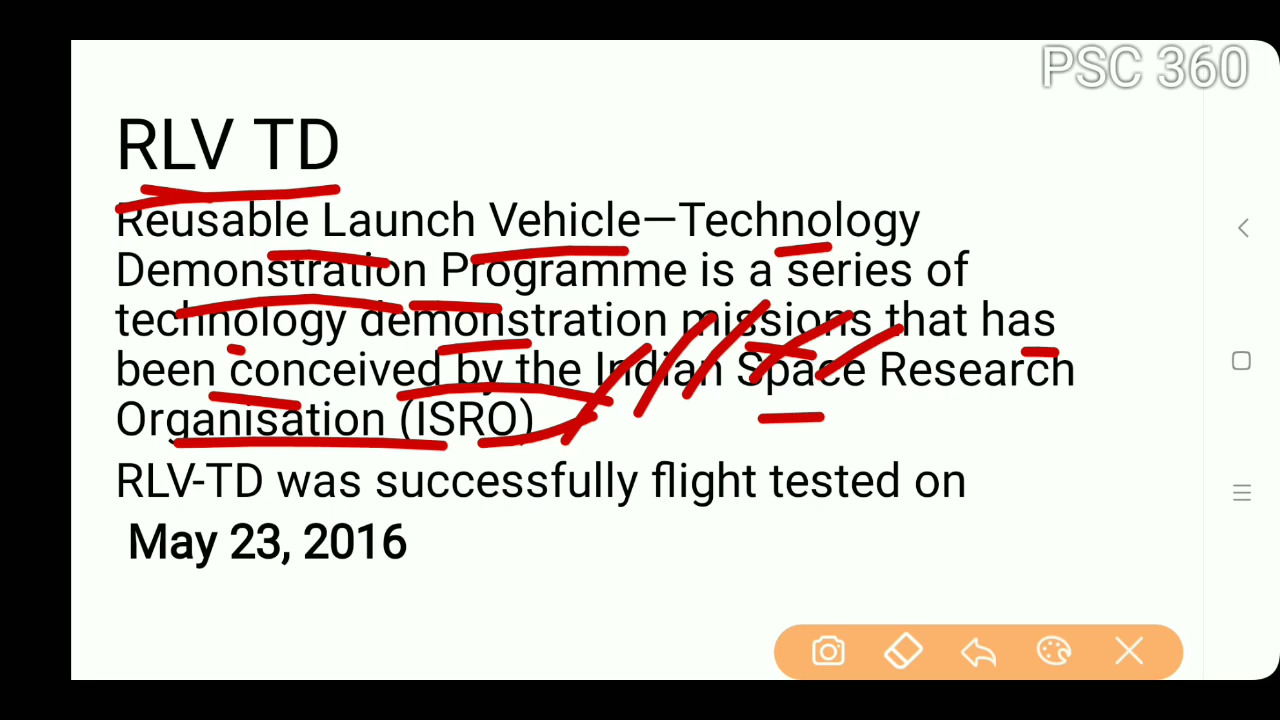 PSC 360
RLV TD
Reusable Launch Vehicle—Technology
Demonstration Programme is a series of
technology demonstration missions that has
been conceived by the Indian Space Research
Organisation (ISRO)
RLV-TD was successfully flight tested on
May 23, 2016